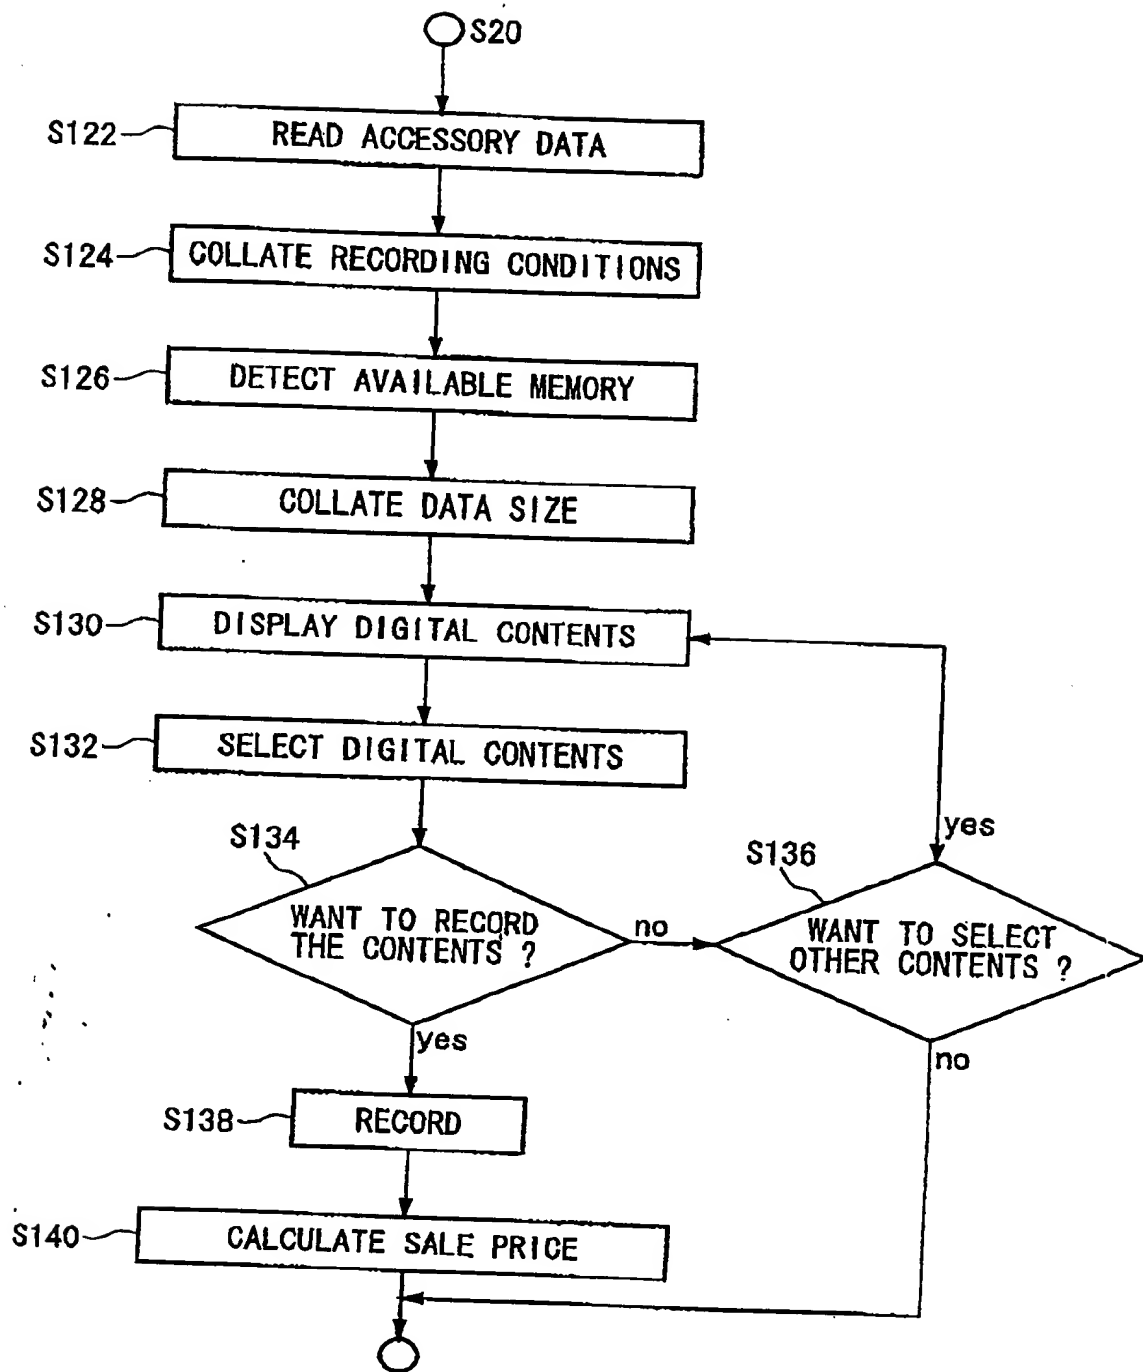 S20
S122
READ ACCESSORY DATA
S124
COLLATE RECORDING CONDITIONS
S126
DETECT AVAILABLE MEMORY
S128
COLLATE DATA SIZE
S130
DISPLAY DIGITAL CONTENTS
S132
SELECT DIGITAL CONTENTS
S134
WANT TO RECORD
THE CONTENTS ?
no
yes
S136
WANT TO SELECT
OTHER CONTENTS ?
yes
no
S138
RECORD
S140
CALCULATE SALE PRICE